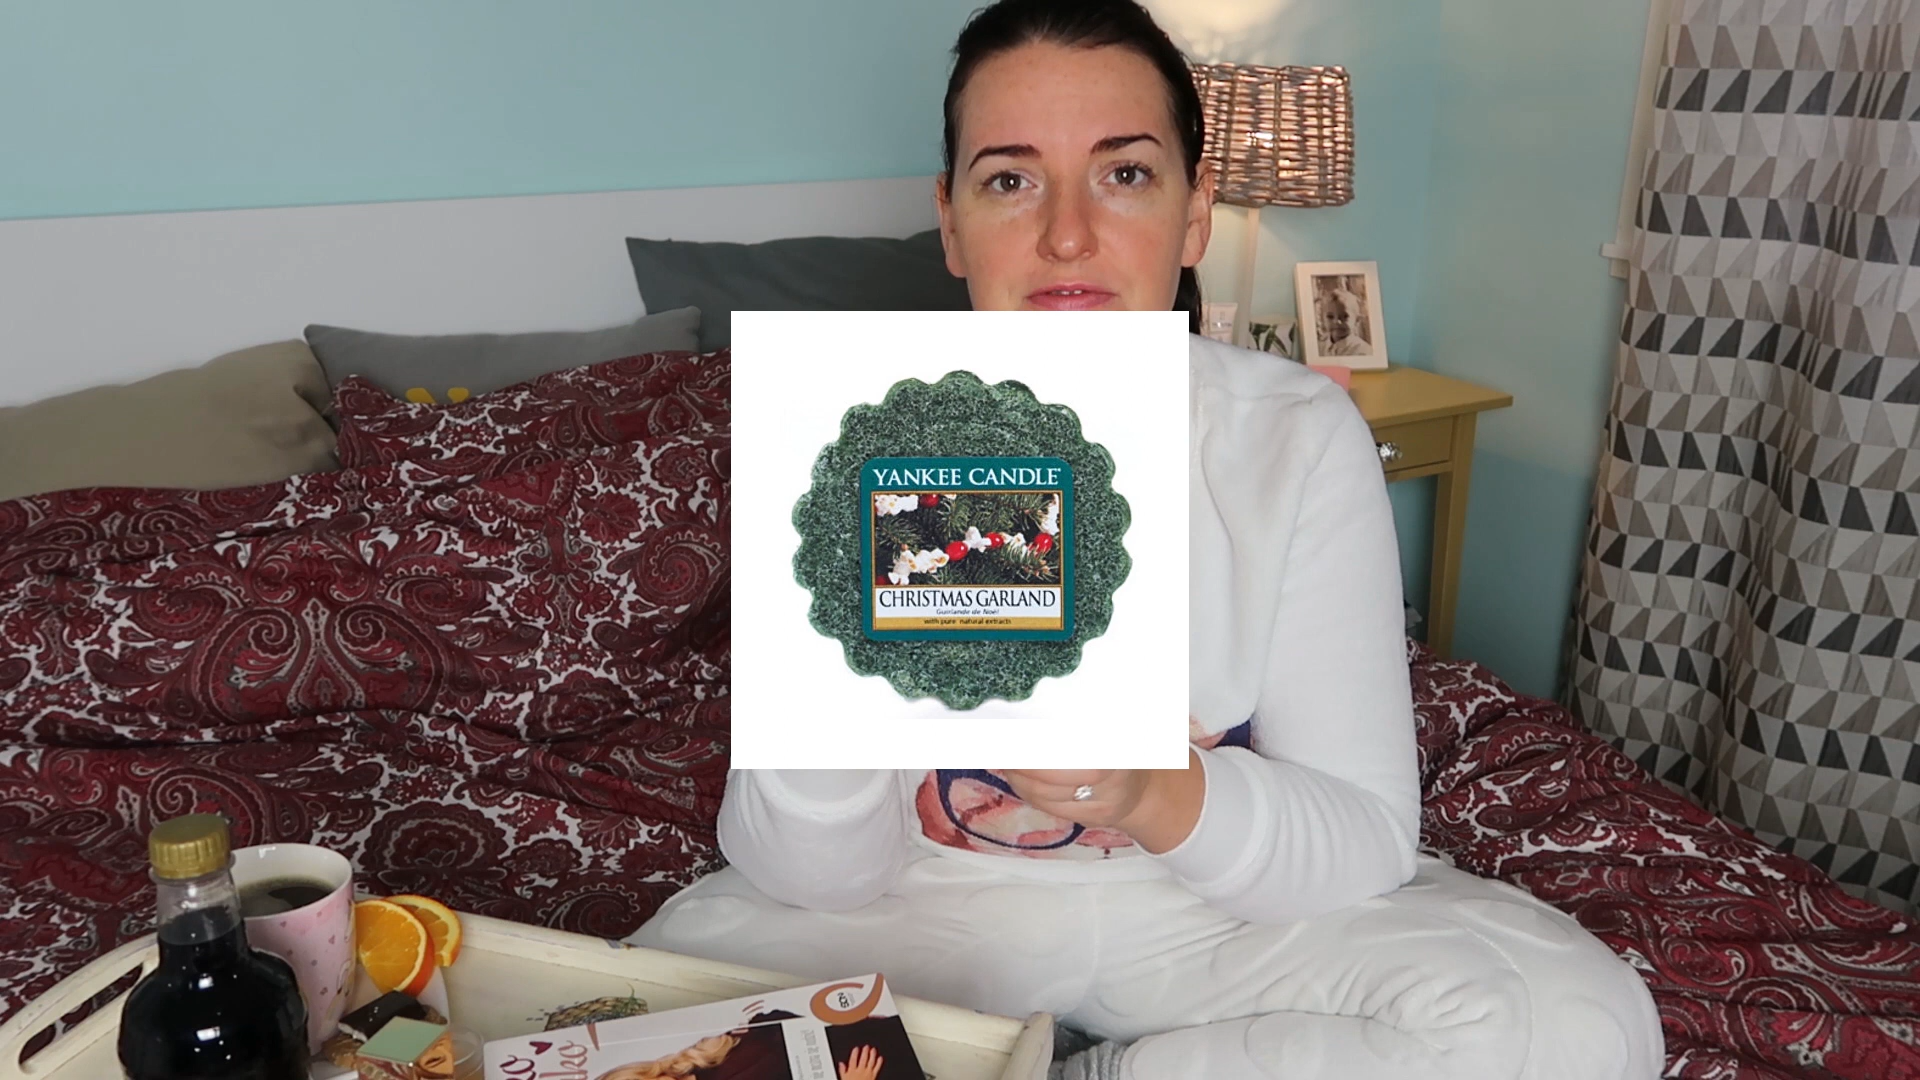 YANKEE CANDLE
CHRISTMAS GARLAND
Guirlande de Noël
with pure natural extracts